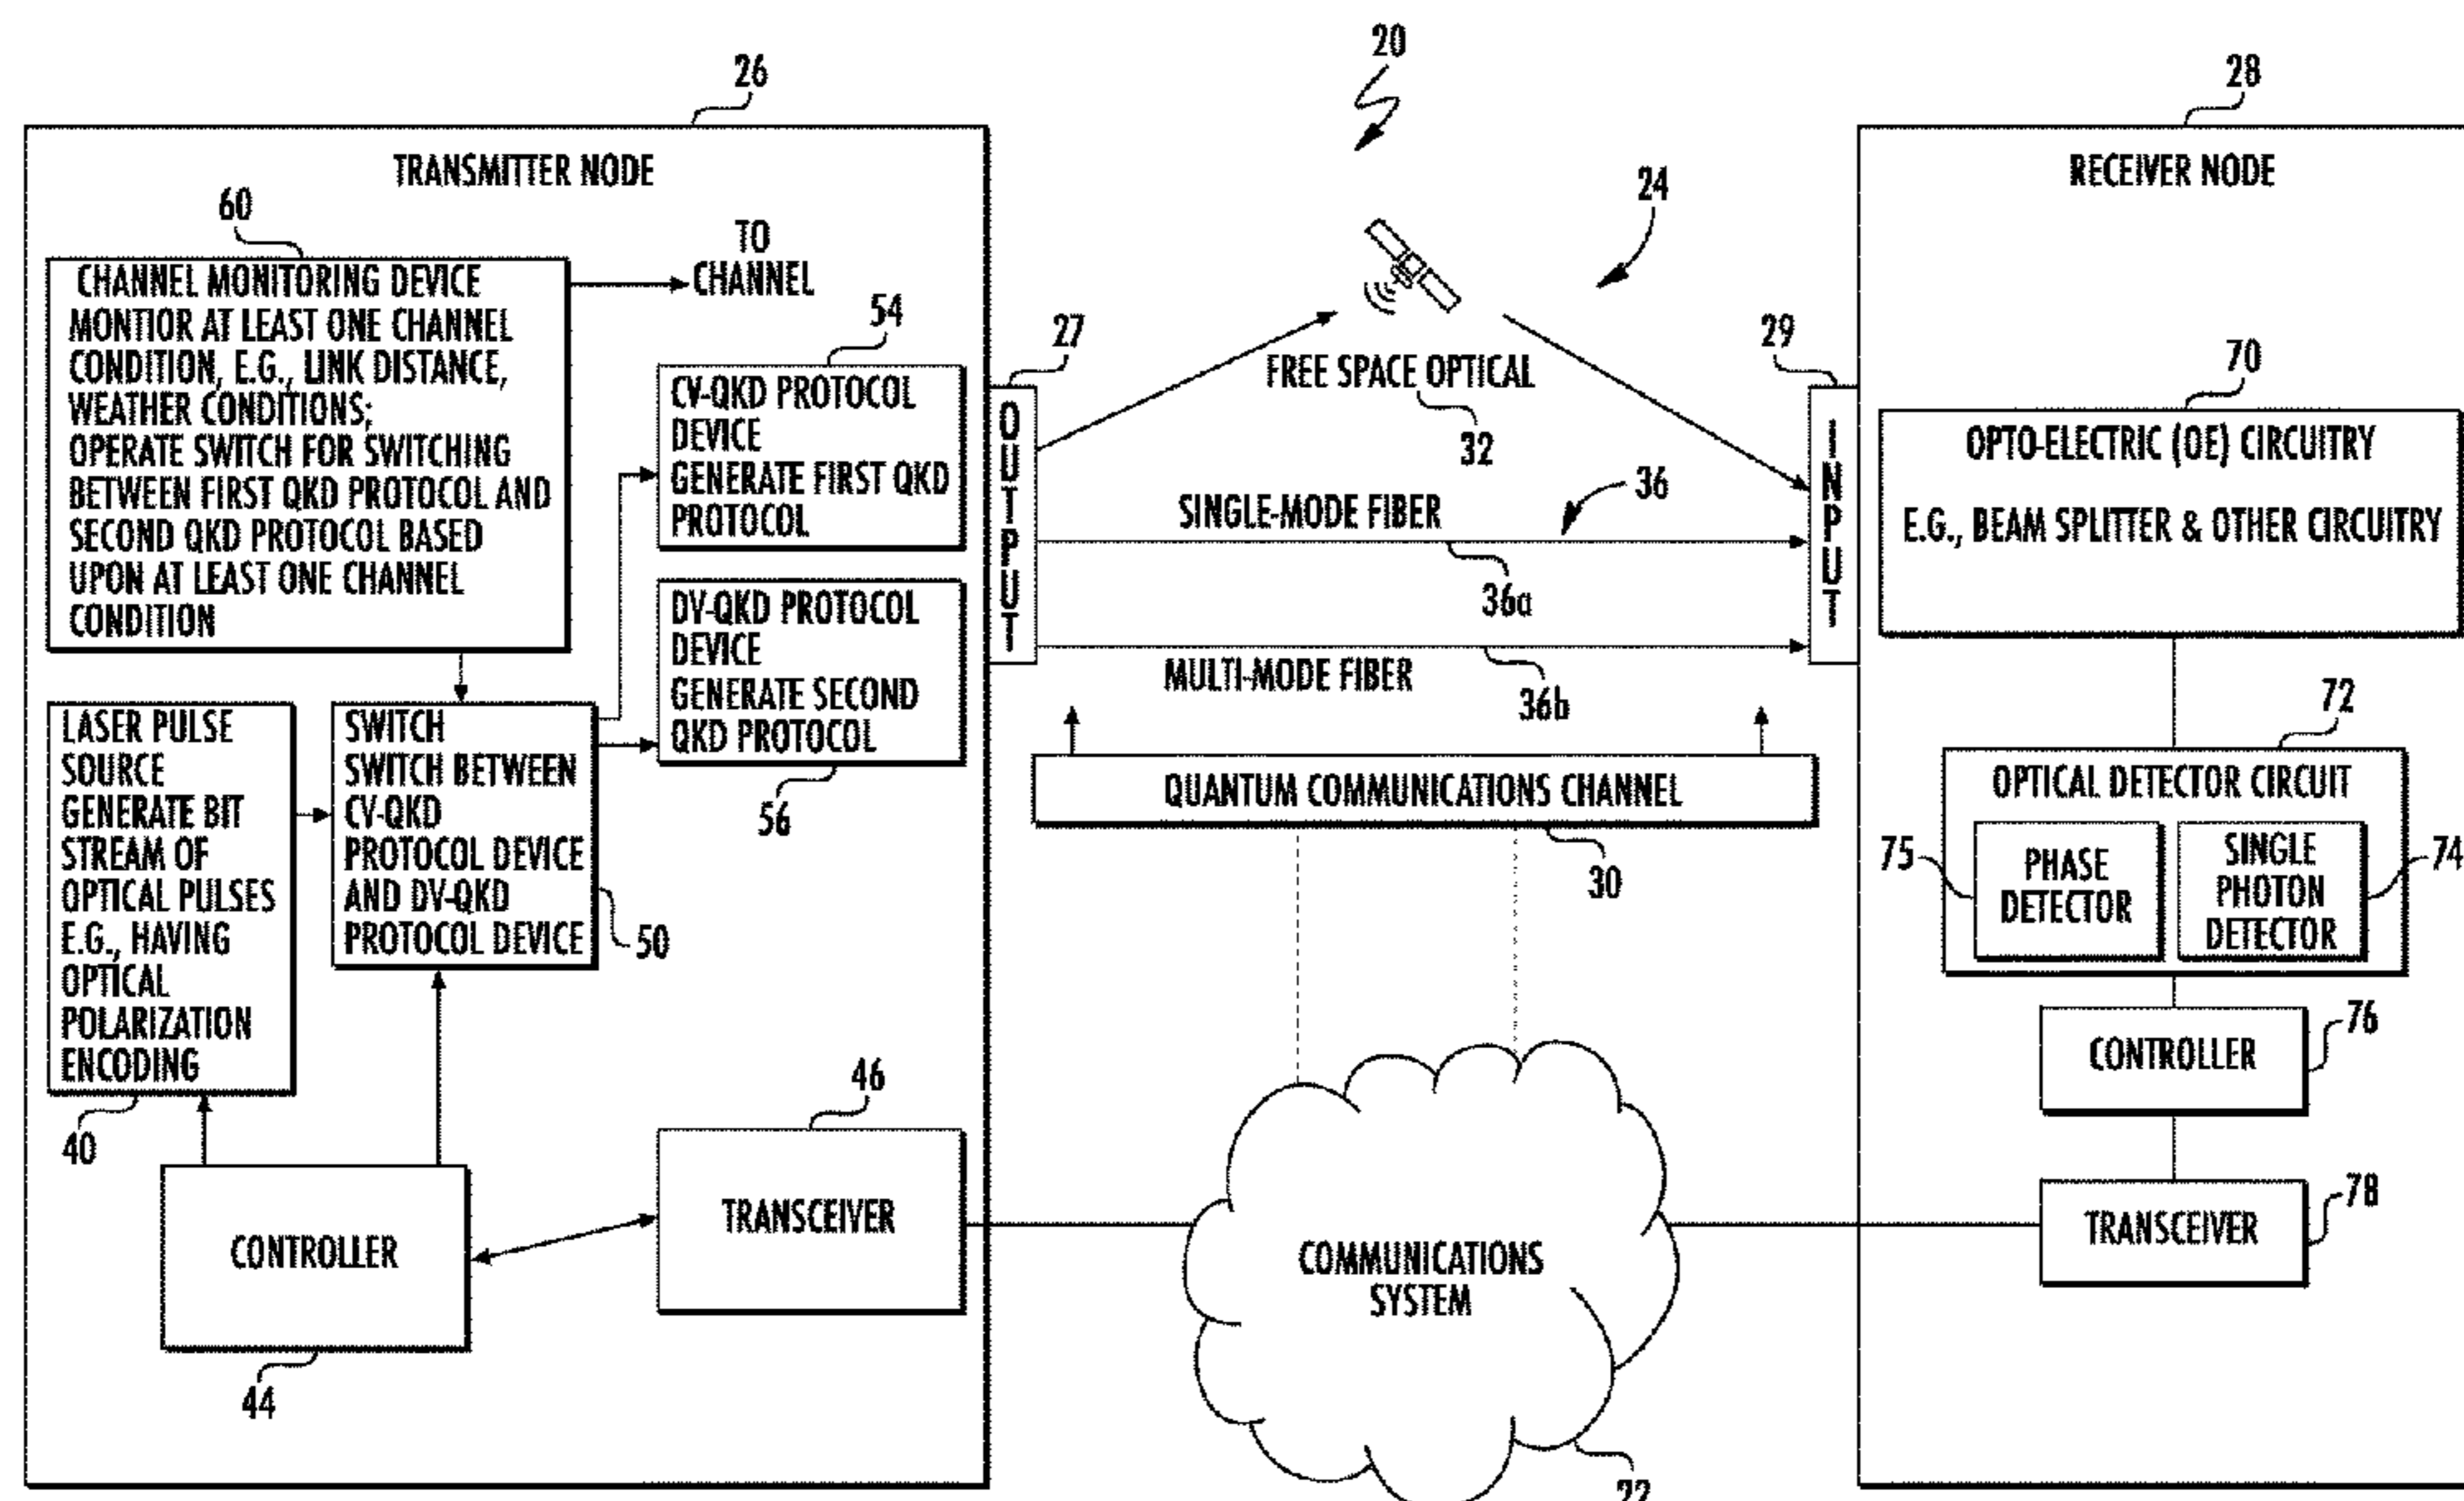 20
26
28
TRANSMITTER NODE
RECEIVER NODE
60
TO
CHANNEL
24
CHANNEL MONITORING DEVICE
MONTIOR AT LEAST ONE CHANNEL
CONDITION, E.G., LINK DISTANCE,
WEATHER CONDITIONS;
OPERATE SWITCH FOR SWITCHING
BETWEEN FIRST QKD PROTOCOL AND
SECOND QKD PROTOCOL BASED
UPON AT LEAST ONE CHANNEL
CONDITION
54
CV-QKD PROTOCOL
DEVICE
GENERATE FIRST QKD
PROTOCOL
DV-QKD PROTOCOL
DEVICE
GENERATE SECOND
QKD PROTOCOL
56
27
OUTPUT
FREE SPACE OPTICAL
32
SINGLE-MODE FIBER
36
36a
MULTI-MODE FIBER
36b
29
INPUT
70
OPTO-ELECTRIC (OE) CIRCUITRY
E.G., BEAM SPLITTER & OTHER CIRCUITRY
LASER PULSE
SOURCE
GENERATE BIT
STREAM OF
OPTICAL PULSES
E.G., HAVING
OPTICAL
POLARIZATION
ENCODING
40
SWITCH
SWITCH BETWEEN
CV-QKD
PROTOCOL DEVICE
AND DV-QKD
PROTOCOL DEVICE
50
QUANTUM COMMUNICATIONS CHANNEL
30
72
OPTICAL DETECTOR CIRCUIT
75
PHASE
DETECTOR
SINGLE
PHOTON
DETECTOR
74
CONTROLLER
76
46
TRANSCEIVER
CONTROLLER
44
COMMUNICATIONS
SYSTEM
22
TRANSCEIVER
78